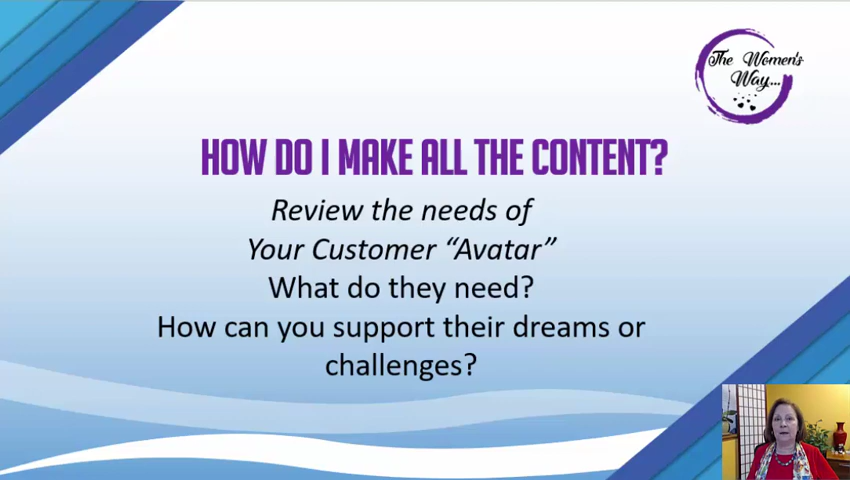 The Women's
Way...
HOW DO I MAKE ALL THE CONTENT?
Review the needs of
Your Customer “Avatar”
What do they need?
How can you support their dreams or
challenges?